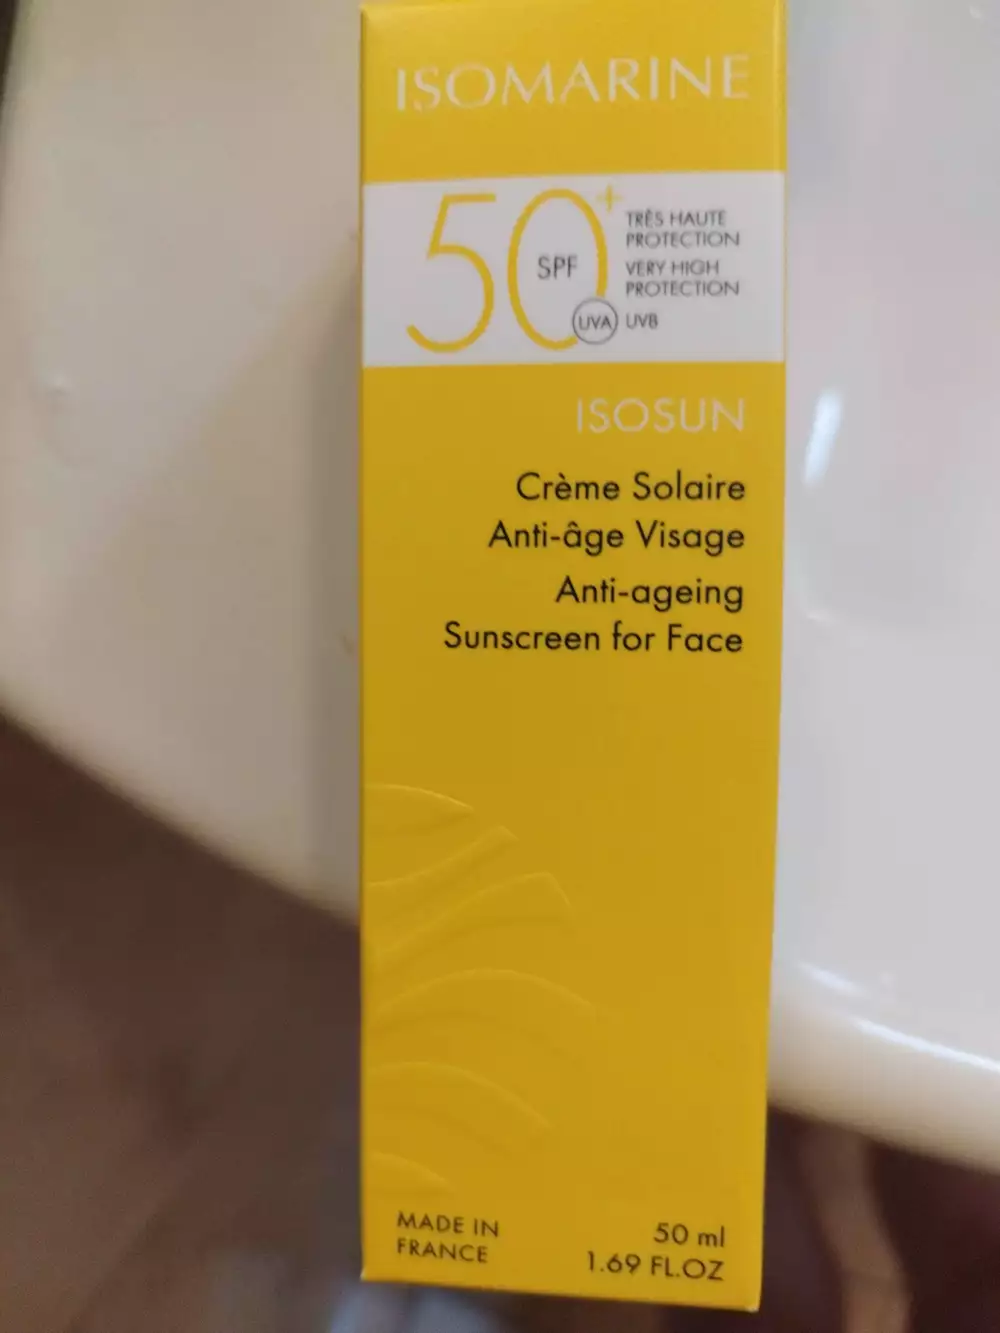 ISOMARINE
50+
SPF
TRÈS HAUTE
PROTECTION
VERY HIGH
PROTECTION
UVA UVB
ISOSUN
Crème Solaire
Anti-âge Visage
Anti-ageing
Sunscreen for Face
MADE IN
FRANCE
50 ml
1.69 FL.OZ